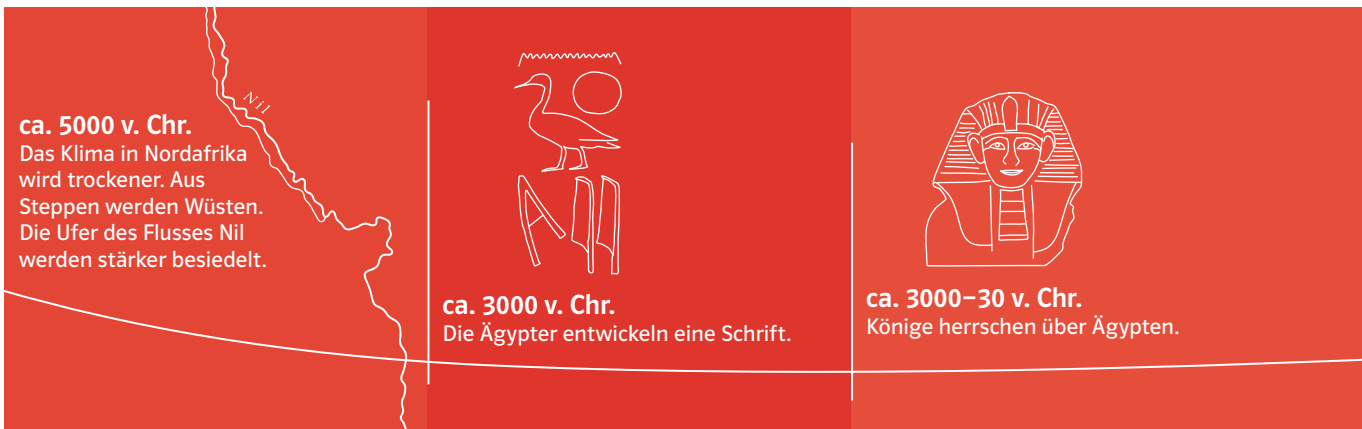 Nil
ca. 5000 v. Chr.
Das Klima in Nordafrika
wird trockener. Aus
Steppen werden Wüsten.
Die Ufer des Flusses Nil
werden stärker besiedelt.
ca. 3000 v. Chr.
Die Ägypter entwickeln eine Schrift.
ca. 3000–30 v. Chr.
Könige herrschen über Ägypten.